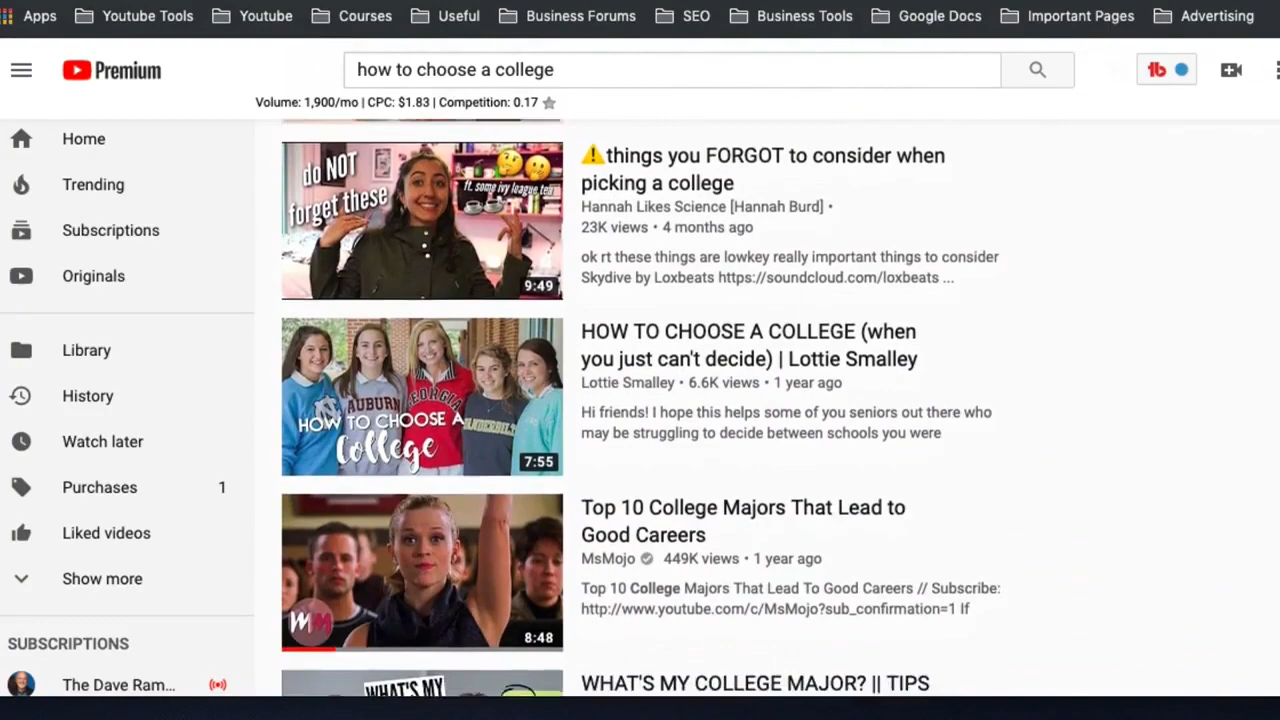 Apps Youtube Tools Youtube Courses Useful Business Forums SEO Business Tools Google Docs Important Pages Advertising
Premium
how to choose a college
tb
Volume: 1,900/mo | CPC: $1.83 | Competition: 0.17
Home
Trending
Subscriptions
Originals
Library
History
Watch later
Purchases 1
Liked videos
Show more
SUBSCRIPTIONS
The Dave Ram...
do NOT
forget these
ft. some ivy league tea
9:49
⚠things you FORGOT to consider when
picking a college
Hannah Likes Science [Hannah Burd] •
23K views • 4 months ago
ok rt these things are lowkey really important things to consider
Skydive by Loxbeats https://soundcloud.com/loxbeats ...
AUBURN
GEORGIA
VANDERBILT
HOW TO CHOOSE A
College
7:55
HOW TO CHOOSE A COLLEGE (when
you just can't decide) | Lottie Smalley
Lottie Smalley • 6.6K views • 1 year ago
Hi friends! I hope this helps some of you seniors out there who
may be struggling to decide between schools you were
MM
8:48
Top 10 College Majors That Lead to
Good Careers
MsMojo 449K views • 1 year ago
Top 10 College Majors That Lead To Good Careers // Subscribe:
http://www.youtube.com/c/MsMojo?sub_confirmation=1 If
WHAT'S MY
WHAT'S MY COLLEGE MAJOR? || TIPS